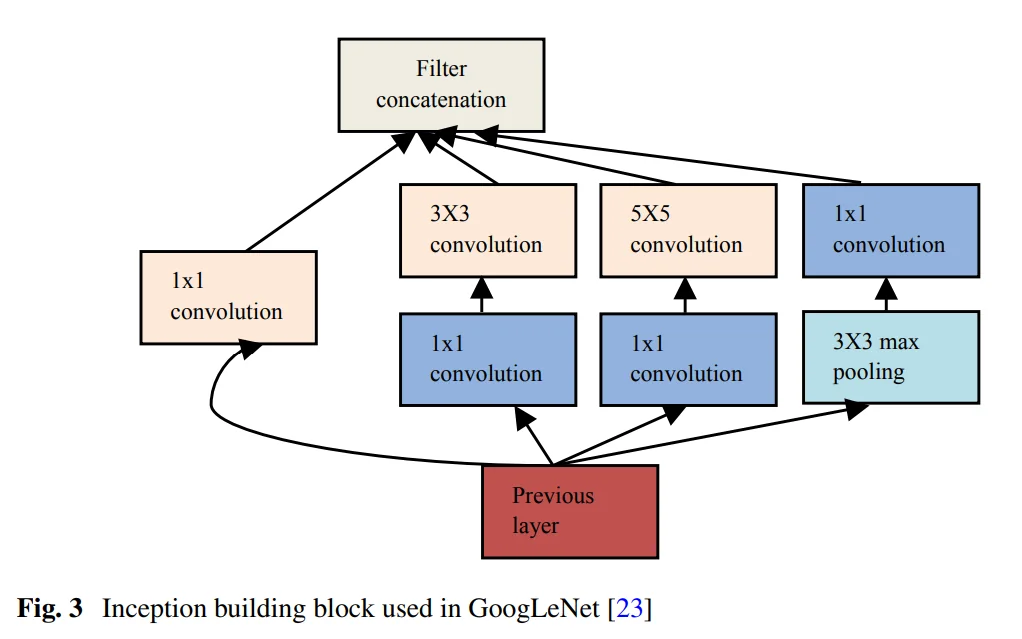 Filter
concatenation
3X3
convolution
5X5
convolution
1x1
convolution
1x1
convolution
1x1
convolution
1x1
convolution
3X3 max
pooling
Previous
layer
Fig. 3 Inception building block used in GoogLeNet [23]